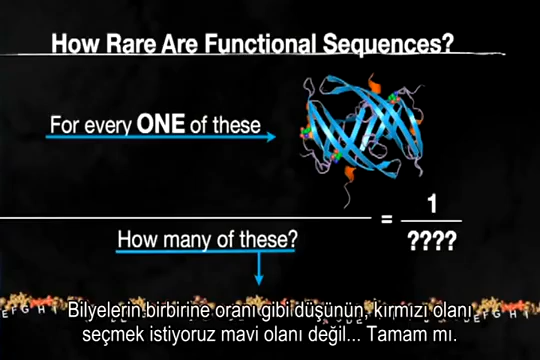 How Rare Are Functional Sequences?
For every ONE of these
How many of these?
= 1
????
Bilyelerin birbirine oranı gibi düşünün, kırmızı olanı
seçmek istiyoruz mavi olanı değil... Tamam mı.